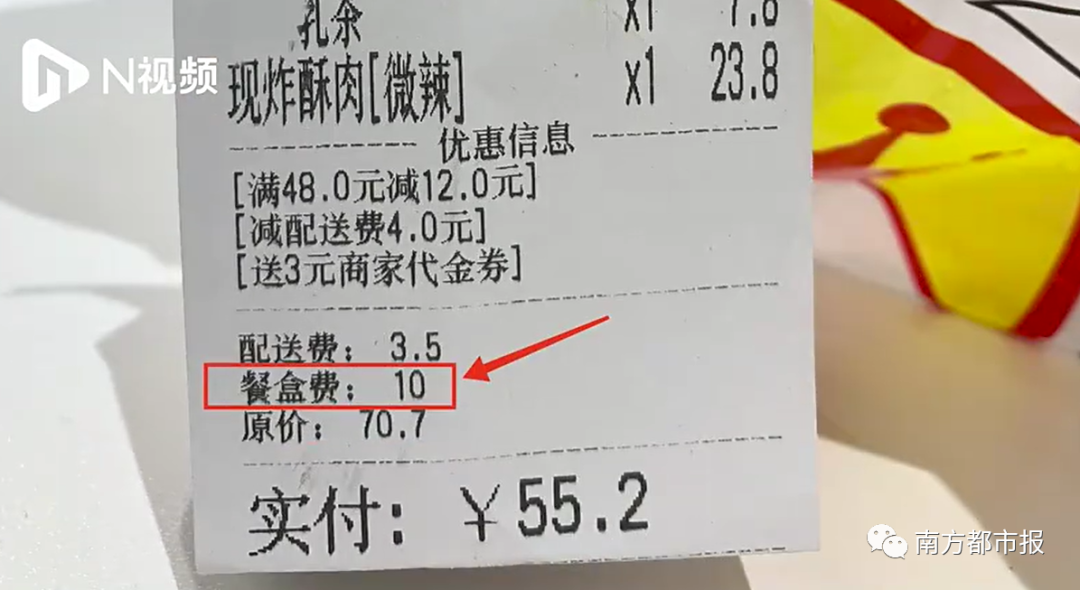 N视频
x1 7.8
现炸酥肉[微辣] x1 23.8
优惠信息
[满48.0元减12.0元]
[减配送费4.0元]
[送3元商家代金券]
配送费: 3.5
餐盒费: 10
原价: 70.7
实付: ¥55.2
南方都市报